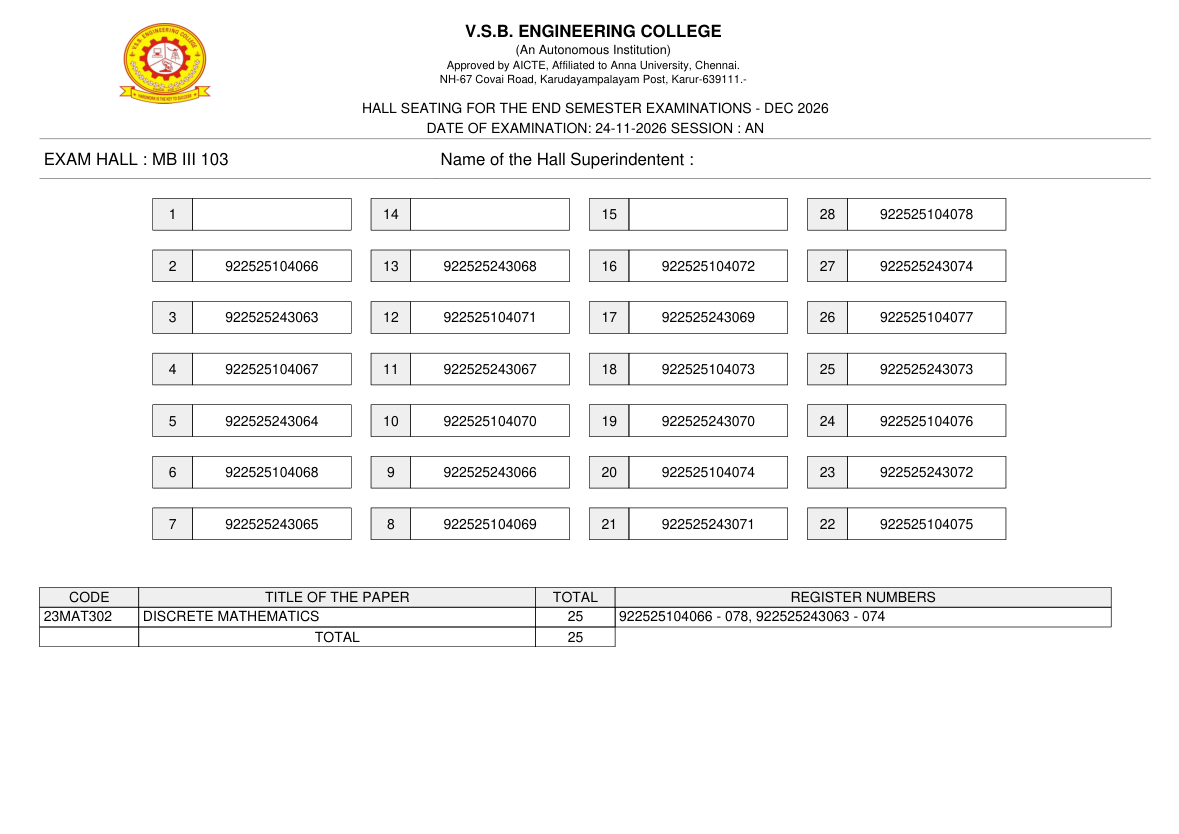 V.S.B. ENGINEERING COLLEGE
(An Autonomous Institution)
Approved by AICTE, Affiliated to Anna University, Chennai.
NH-67 Covai Road, Karudayampalayam Post, Karur-639111.-
HALL SEATING FOR THE END SEMESTER EXAMINATIONS - DEC 2026
DATE OF EXAMINATION: 24-11-2026 SESSION : AN
EXAM HALL : MB III 103 Name of the Hall Superintendent :
1 14 15 28 922525104078
2 922525104066 13 922525243068 16 922525104072 27 922525243074
3 922525243063 12 922525104071 17 922525243069 26 922525104077
4 922525104067 11 922525243067 18 922525104073 25 922525243073
5 922525243064 10 922525104070 19 922525243070 24 922525104076
6 922525104068 9 922525243066 20 922525104074 23 922525243072
7 922525243065 8 922525104069 21 922525243071 22 922525104075
CODE TITLE OF THE PAPER TOTAL REGISTER NUMBERS
23MAT302 DISCRETE MATHEMATICS 25 922525104066 - 078, 922525243063 - 074
TOTAL 25